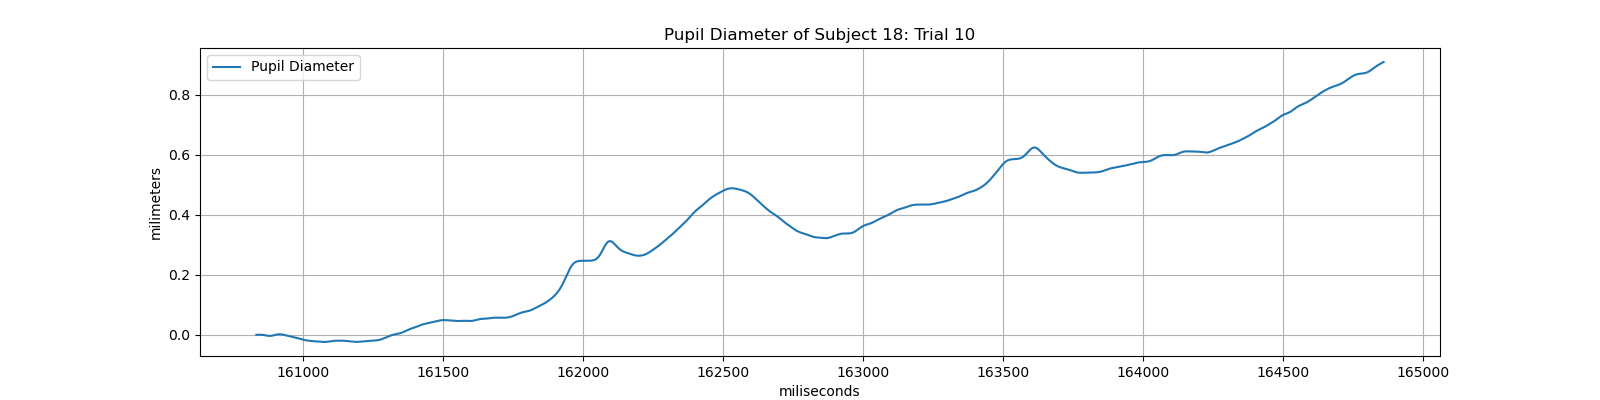 Pupil Diameter of Subject 18: Trial 10
Pupil Diameter
milimeters
0.8
0.6
0.4
0.2
0.0
161000 161500 162000 162500 163000 163500 164000 164500 165000
miliseconds